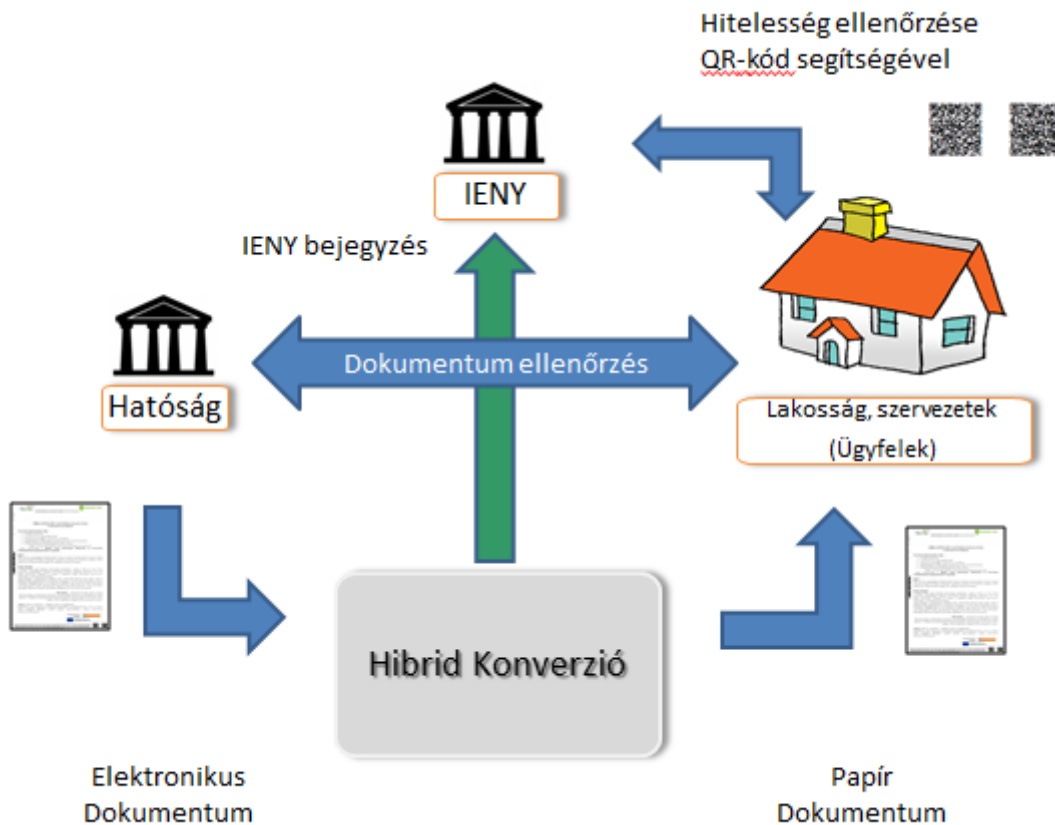 Hitelesség ellenőrzése
QR-kód segítségével
IENY
IENY bejegyzés
Dokumentum ellenőrzés
Hatóság
Lakosság, szervezetek
(Ügyfelek)
Hibrid Konverzió
Elektronikus
Dokumentum
Papír
Dokumentum